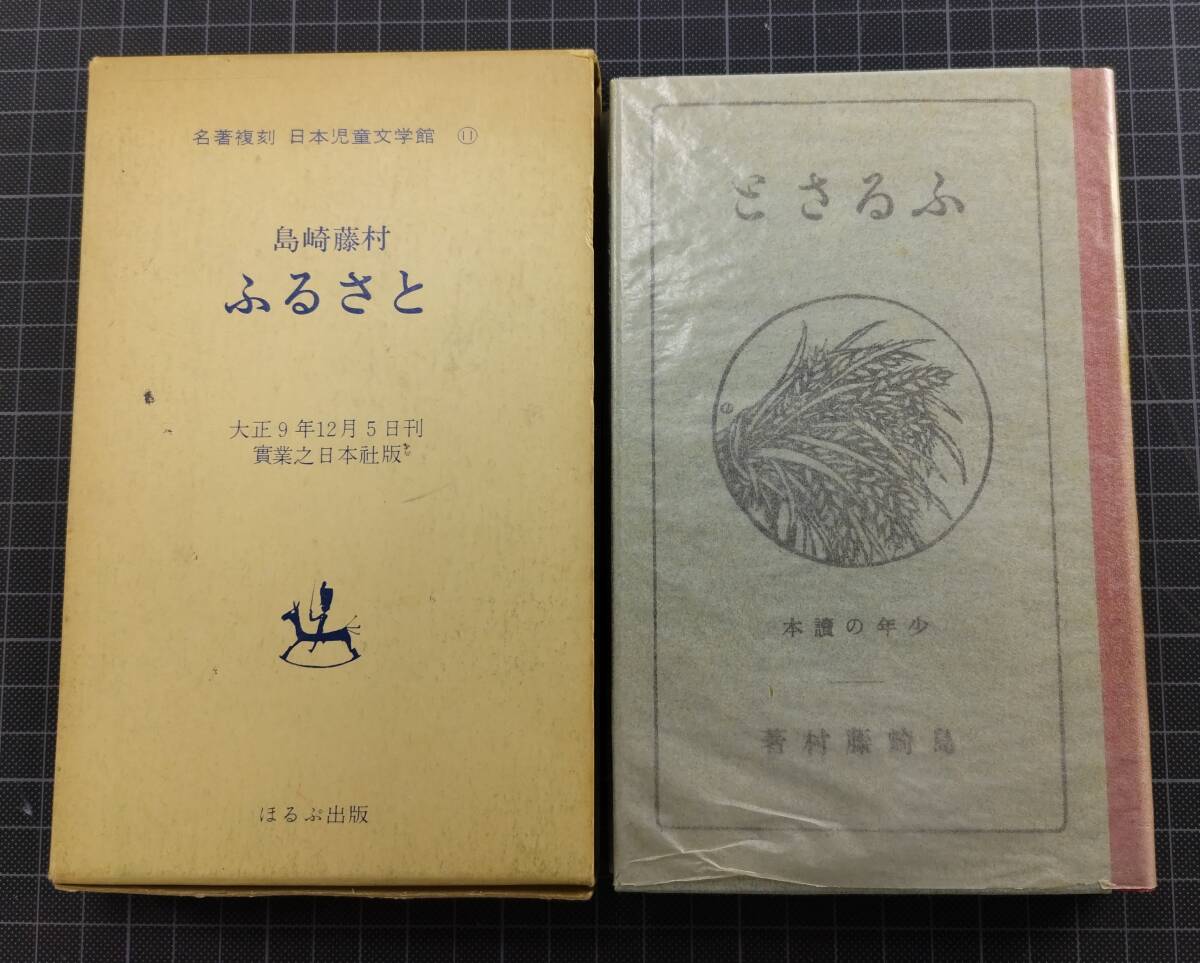 名著複刻 日本児童文学館 ⑪
島崎藤村
ふるさと
大正9年12月5日刊
實業之日本社版
ほるぷ出版
ふるさと
少年の讀本
島崎藤村著